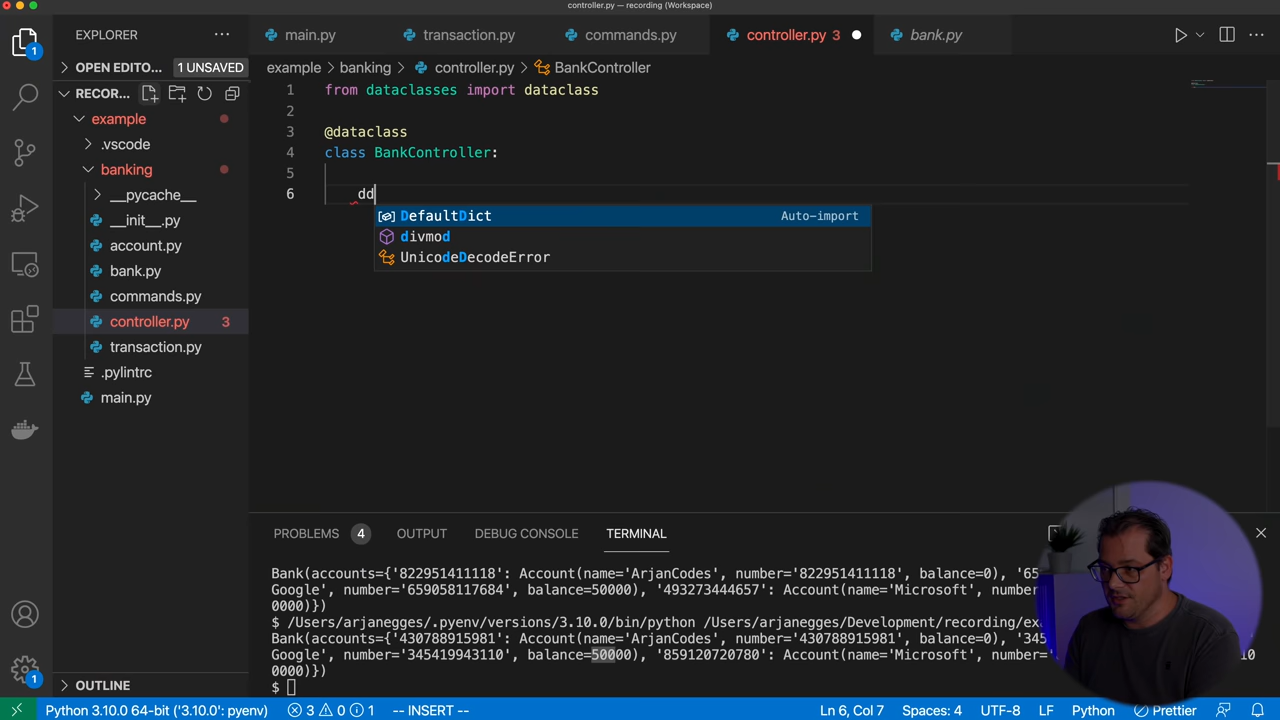 controller.py — recording (Workspace)
EXPLORER
main.py
transaction.py
commands.py
controller.py 3
bank.py
OPEN EDITO... 1 UNSAVED
example > banking > controller.py > BankController
RECOR...
example
.vscode
banking
__pycache__
__init__.py
account.py
bank.py
commands.py
controller.py 3
transaction.py
.pylintrc
main.py
1 from dataclasses import dataclass
2
3 @dataclass
4 class BankController:
5
6 dd
DefaultDict Auto-import
divmod
UnicodeDecodeError
PROBLEMS 4 OUTPUT DEBUG CONSOLE TERMINAL
Bank(accounts={'822951411118': Account(name='ArjanCodes', number='822951411118', balance=0), '65
Google', number='659058117684', balance=50000), '493273444657': Account(name='Microsoft', number=
0000)})
$ /Users/arjanegges/.pyenv/versions/3.10.0/bin/python /Users/arjanegges/Development/recording/ex
Bank(accounts={'430788915981': Account(name='ArjanCodes', number='430788915981', balance=0), '345
Google', number='345419943110', balance=50000), '859120720780': Account(name='Microsoft', number=
0000)})
$
OUTLINE
1
1
Python 3.10.0 64-bit ('3.10.0': pyenv) 3 0 1 -- INSERT -- Ln 6, Col 7 Spaces: 4 UTF-8 LF Python Prettier